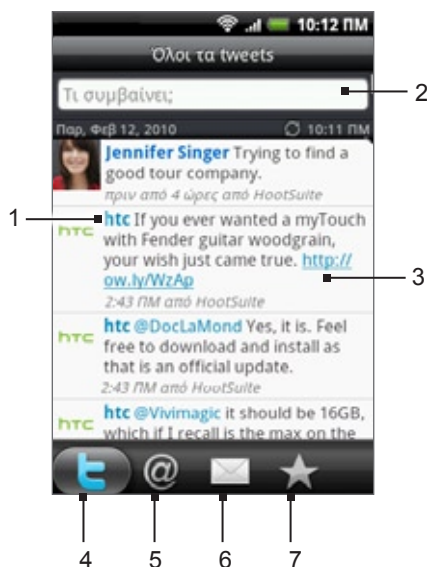 10:12 ΠΜ
Όλοι τα tweets
Τι συμβαίνει;
2
Παρ, Φεβ 12, 2010 10:11 ΠΜ
Jennifer Singer Trying to find a
good tour company.
πριν από 4 ώρες από HootSuite
1
hTC
htc If you ever wanted a myTouch
with Fender guitar woodgrain,
your wish just came true. http://
ow.ly/WzAp
3
2:43 ΠΜ από HootSuite
hTC
htc @DocLaMond Yes, it is. Feel
free to download and install as
that is an official update.
2:43 ΠΜ από HootSuite
hTC
htc @Vivimagic it should be 16GB,
which if I recall is the max on the
t @
4 5 6 7